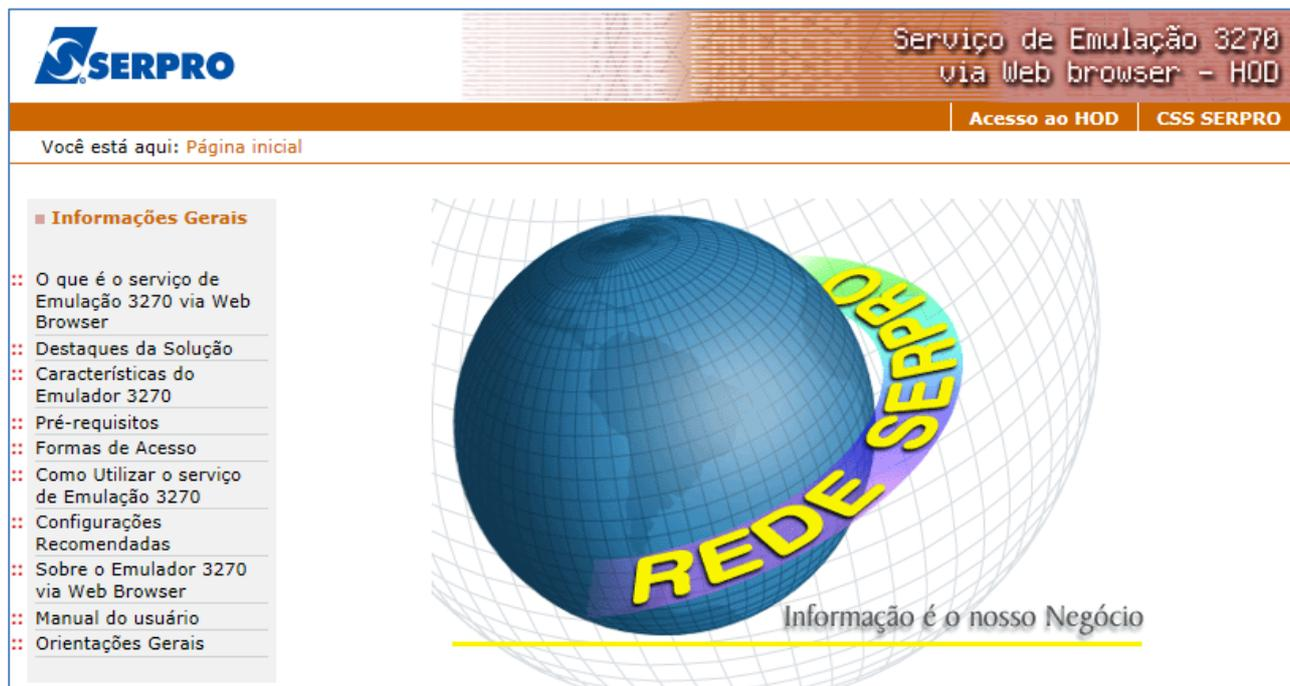 SERPRO
Serviço de Emulação 3270
via Web browser - HOD
Acesso ao HOD
CSS SERPRO
Você está aqui: Página inicial
Informações Gerais
O que é o serviço de
Emulação 3270 via Web
Browser
Destaques da Solução
Características do
Emulador 3270
Pré-requisitos
Formas de Acesso
Como Utilizar o serviço
de Emulação 3270
Configurações
Recomendadas
Sobre o Emulador 3270
via Web Browser
Manual do usuário
Orientações Gerais
REDE SERPRO
Informação é o nosso Negócio